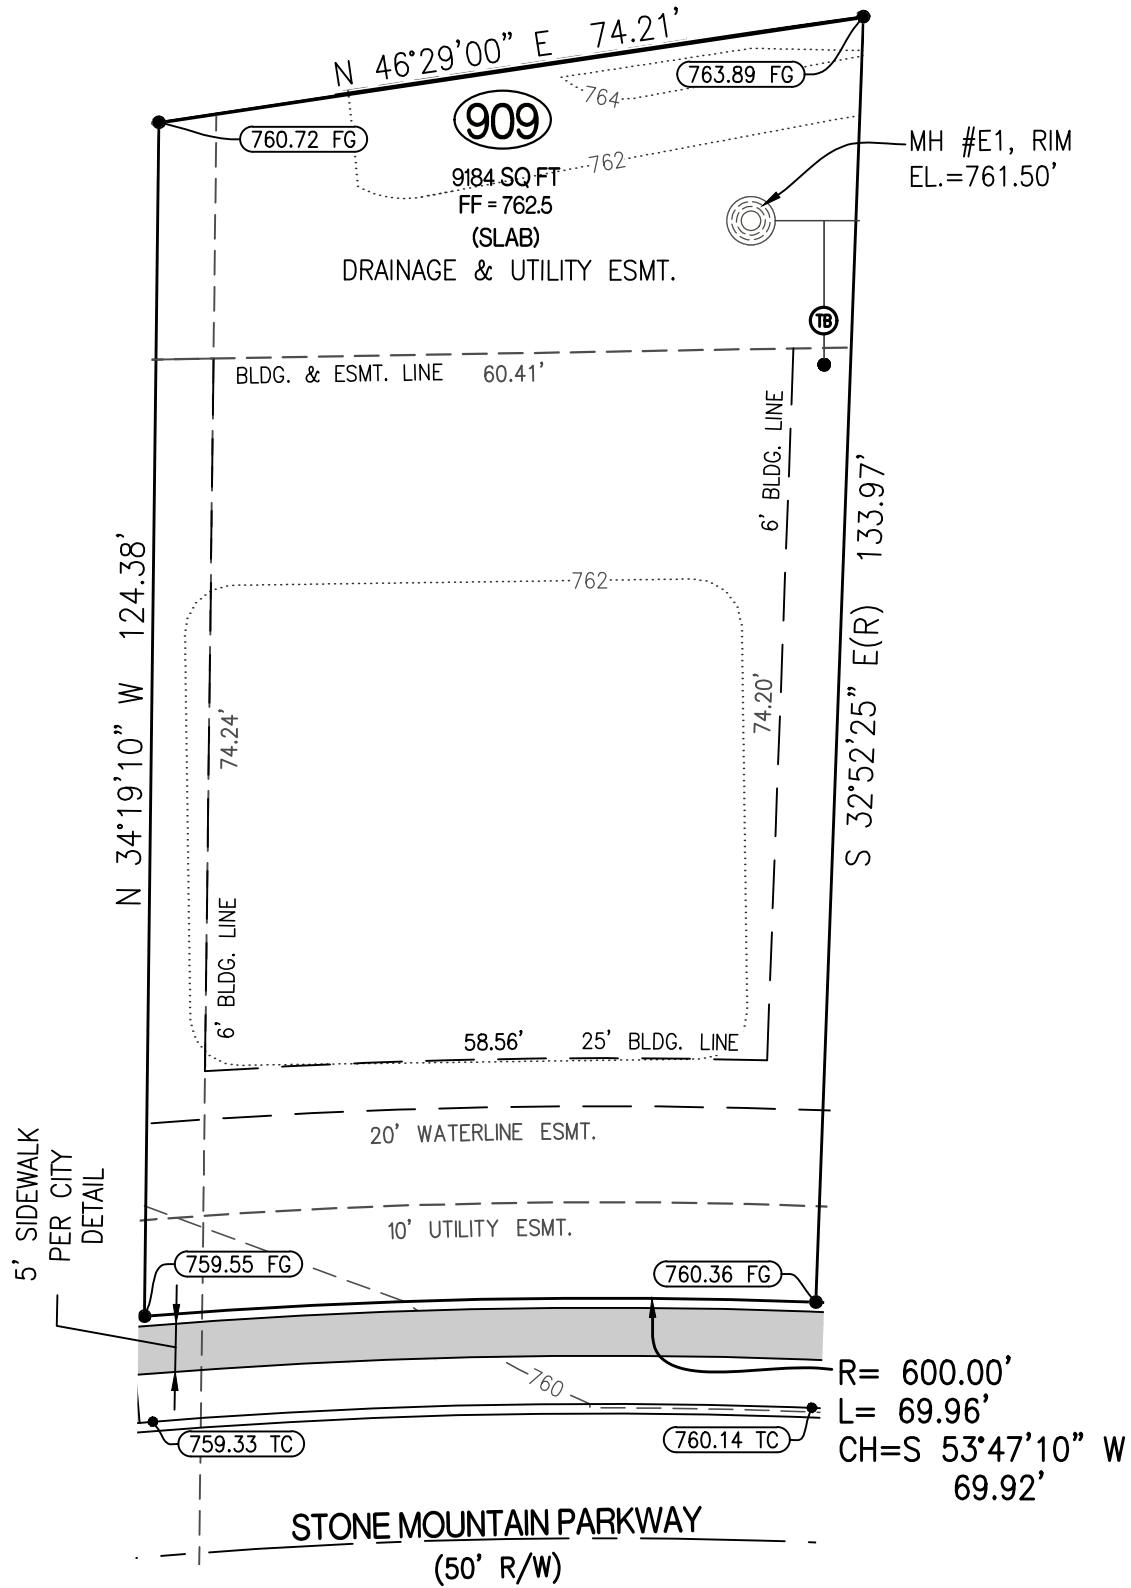 N 46°29'00" E 74.21'
763.89 FG
764
760.72 FG
909
MH #E1, RIM
EL.=761.50'
762
9184 SQ FT
FF = 762.5
(SLAB)
DRAINAGE & UTILITY ESMT.
TB
BLDG. & ESMT. LINE 60.41'
6' BLDG. LINE
133.97'
S 32°52'25" E(R)
N 34°19'10" W 124.38'
762
74.24'
74.20'
6' BLDG. LINE
58.56' 25' BLDG. LINE
20' WATERLINE ESMT.
5' SIDEWALK
PER CITY
DETAIL
10' UTILITY ESMT.
759.55 FG
760.36 FG
760
R= 600.00'
L= 69.96'
CH=S 53°47'10" W
69.92'
759.33 TC
760.14 TC
STONE MOUNTAIN PARKWAY
(50' R/W)